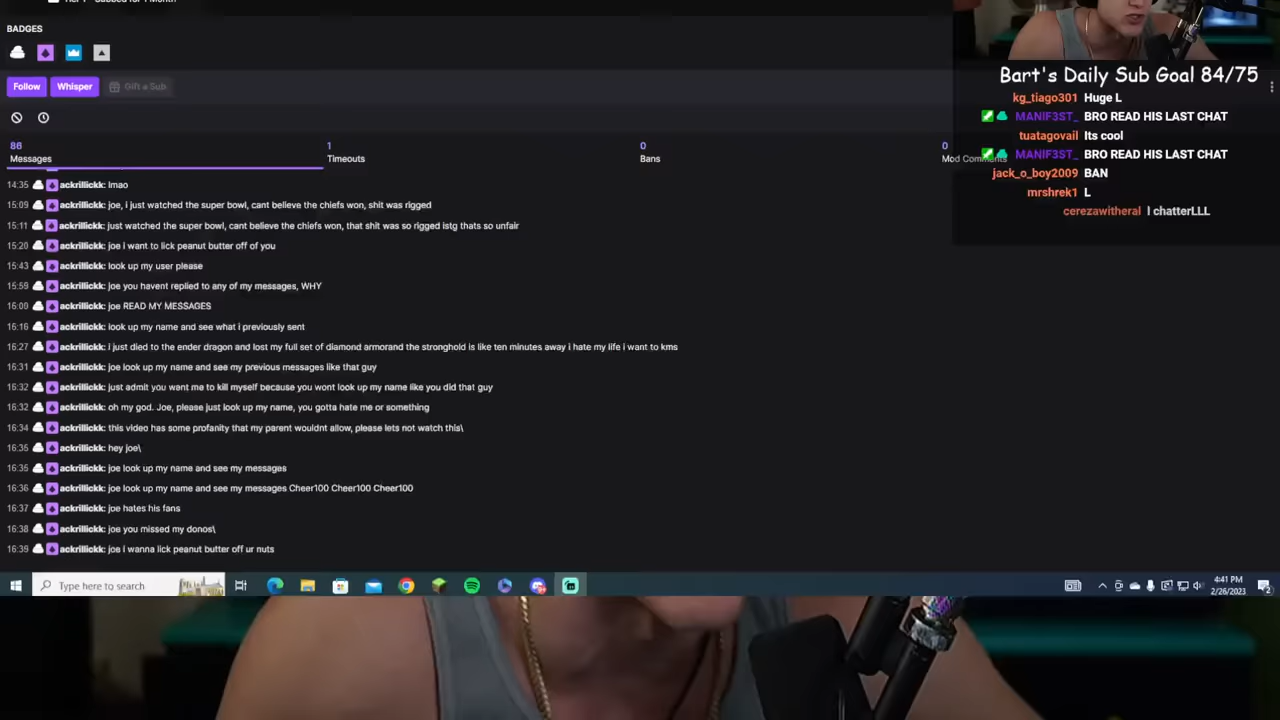 Tier 1 - Subbed for 1 Month
BADGES
Follow
Whisper
Gift a Sub
86
Messages
1
Timeouts
0
Bans
0
Mod Comments
14:35 ackrillickk: lmao
15:09 ackrillickk: joe, i just watched the super bowl, cant believe the chiefs won, shit was rigged
15:11 ackrillickk: just watched the super bowl, cant believe the chiefs won, that shit was so rigged istg thats so unfair
15:20 ackrillickk: joe i want to lick peanut butter off of you
15:43 ackrillickk: look up my user please
15:59 ackrillickk: joe you havent replied to any of my messages, WHY
16:00 ackrillickk: joe READ MY MESSAGES
16:16 ackrillickk: look up my name and see what i previously sent
16:27 ackrillickk: i just died to the ender dragon and lost my full set of diamond armorand the stronghold is like ten minutes away i hate my life i want to kms
16:31 ackrillickk: joe look up my name and see my previous messages like that guy
16:32 ackrillickk: just admit you want me to kill myself because you wont look up my name like you did that guy
16:32 ackrillickk: oh my god. Joe, please just look up my name, you gotta hate me or something
16:34 ackrillickk: this video has some profanity that my parent wouldnt allow, please lets not watch this\
16:35 ackrillickk: hey joe\
16:35 ackrillickk: joe look up my name and see my messages
16:36 ackrillickk: joe look up my name and see my messages Cheer100 Cheer100 Cheer100
16:37 ackrillickk: joe hates his fans
16:38 ackrillickk: joe you missed my donos\
16:39 ackrillickk: joe i wanna lick peanut butter off ur nuts
Bart's Daily Sub Goal 84/75
kg_tiago301 Huge L
MANIF3ST_ BRO READ HIS LAST CHAT
tuatagovail Its cool
MANIF3ST_ BRO READ HIS LAST CHAT
jack_o_boy2009 BAN
mrshrek1 L
cerezawitheral l chatterLLL
Type here to search
4:41 PM
2/26/2023
2